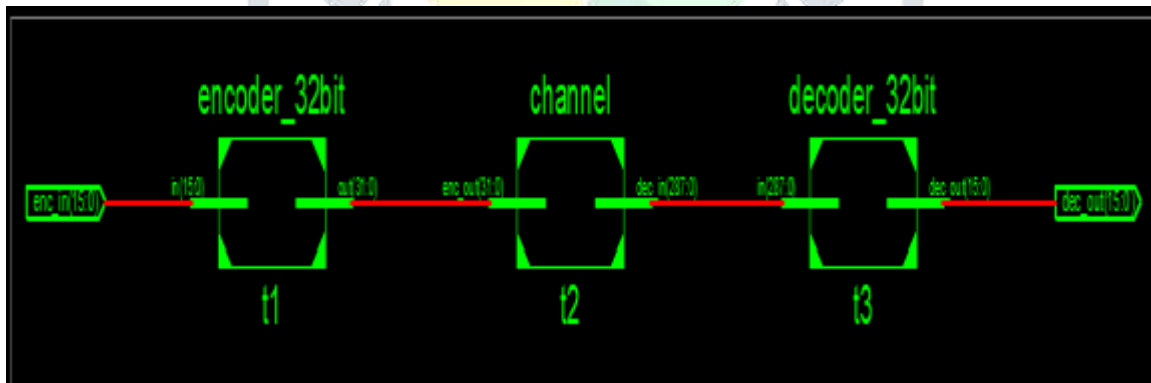 encoder_32bit channel decoder_32bit
in(15:0) out(31:0) enc_out(31:0) dec_in(287:0) in(287:0) dec_out(15:0)
enc_in(15:0) dec_out(15:0)
t1 t2 t3